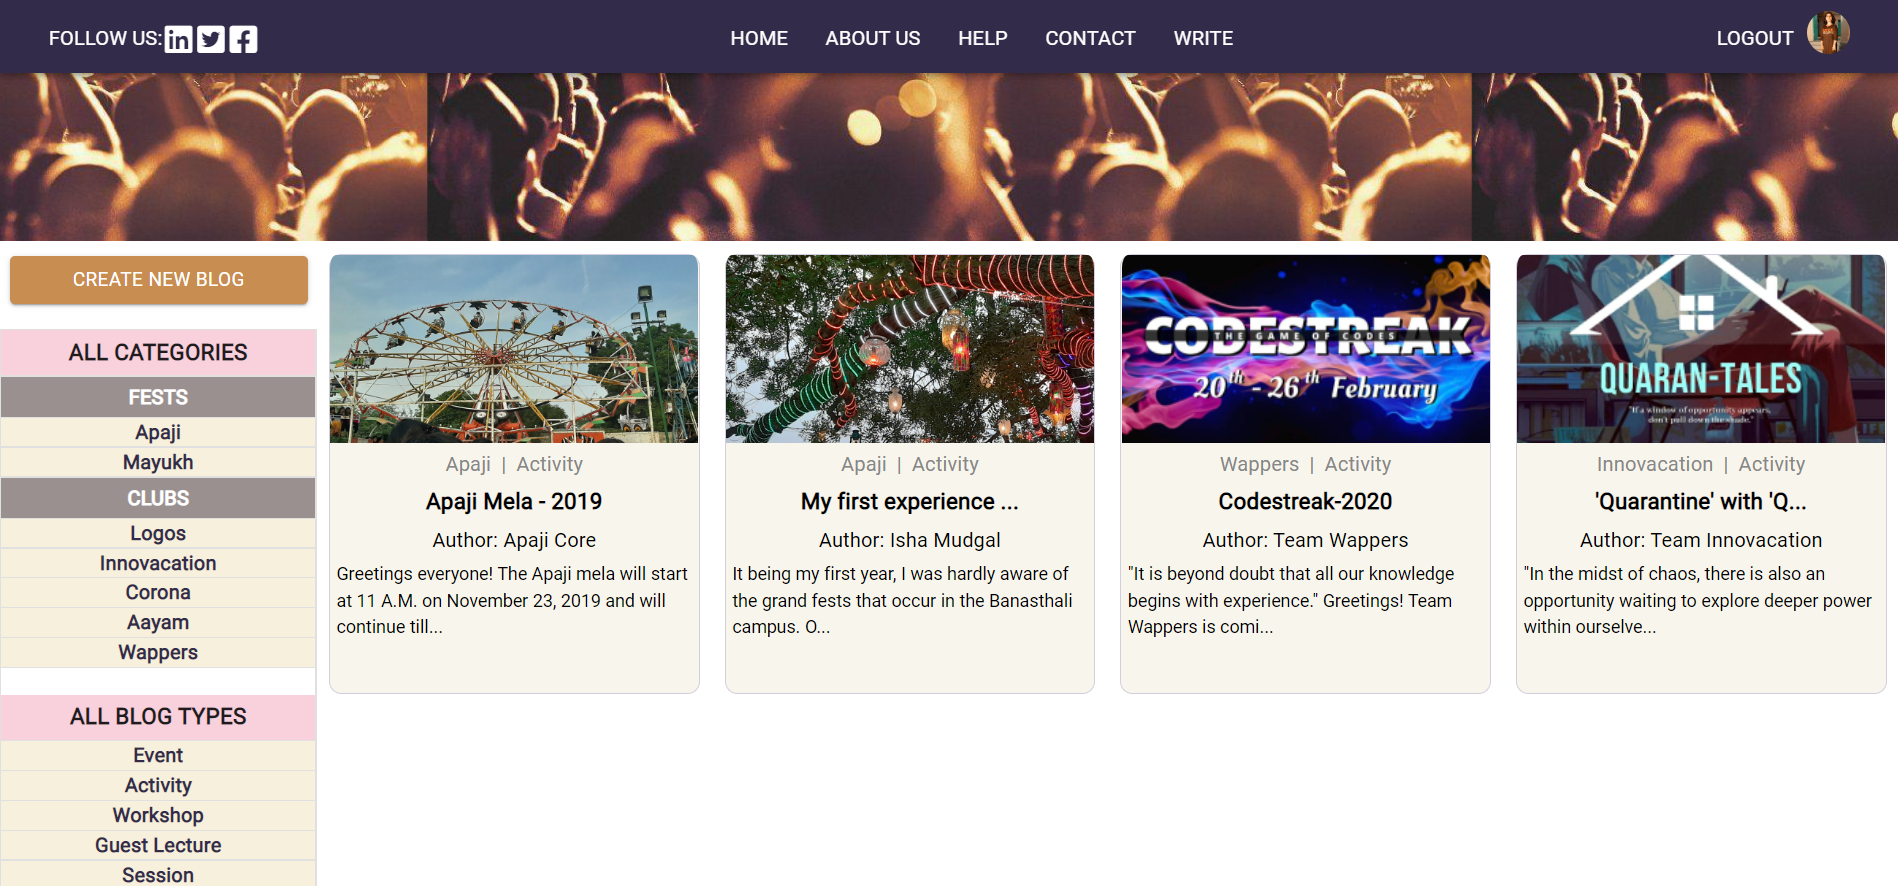 FOLLOW US:
HOME ABOUT US HELP CONTACT WRITE
LOGOUT
CREATE NEW BLOG
ALL CATEGORIES
FESTS
Apaji
Mayukh
CLUBS
Logos
Innovacation
Corona
Aayam
Wappers
ALL BLOG TYPES
Event
Activity
Workshop
Guest Lecture
Session
Apaji | Activity
Apaji Mela - 2019
Author: Apaji Core
Greetings everyone! The Apaji mela will start
at 11 A.M. on November 23, 2019 and will
continue till...
Apaji | Activity
My first experience ...
Author: Isha Mudgal
It being my first year, I was hardly aware of
the grand fests that occur in the Banasthali
campus. O...
CODESTREAK
THE GAME OF CODES
20th - 26th February
Wappers | Activity
Codestreak-2020
Author: Team Wappers
"It is beyond doubt that all our knowledge
begins with experience." Greetings! Team
Wappers is comi...
QUARAN-TALES
"If a window of opportunity appears,
don't pull down the shade."
Innovacation | Activity
'Quarantine' with 'Q...
Author: Team Innovacation
"In the midst of chaos, there is also an
opportunity waiting to explore deeper power
within ourselve...